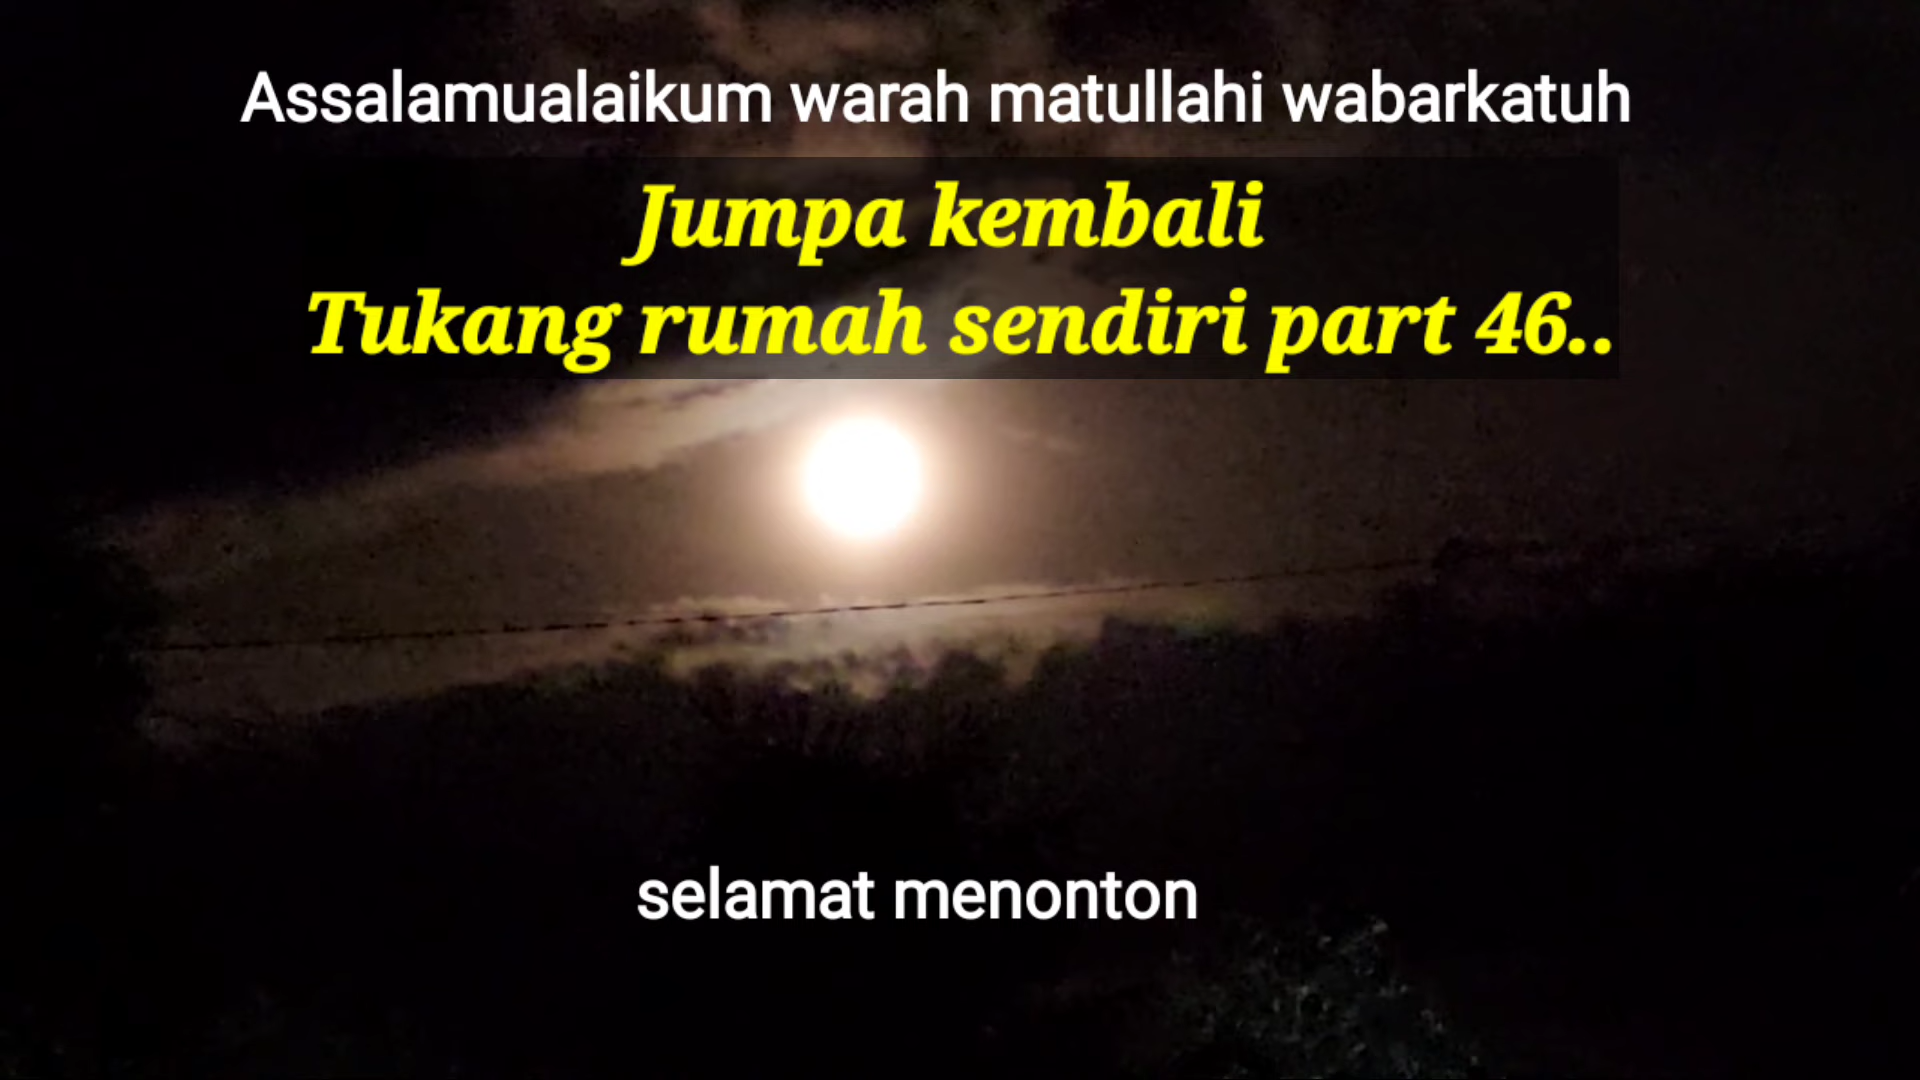 Assalamualaikum warah matullahi wabarkatuh
Jumpa kembali
Tukang rumah sendiri part 46..
selamat menonton